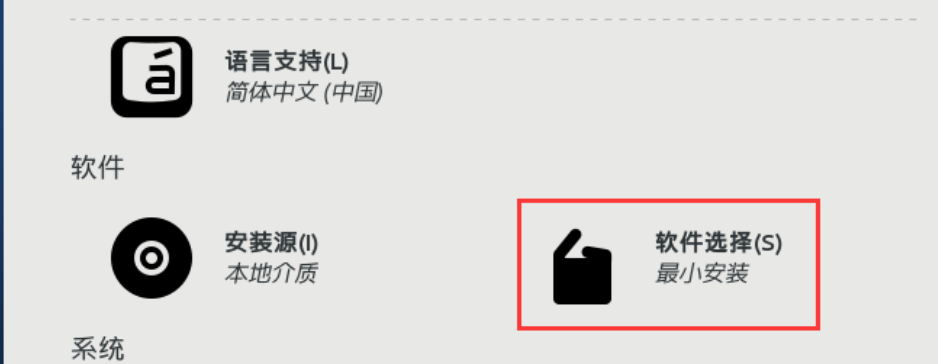 语言支持(L)
简体中文 (中国)
软件
安装源(I)
本地介质
软件选择(S)
最小安装
系统